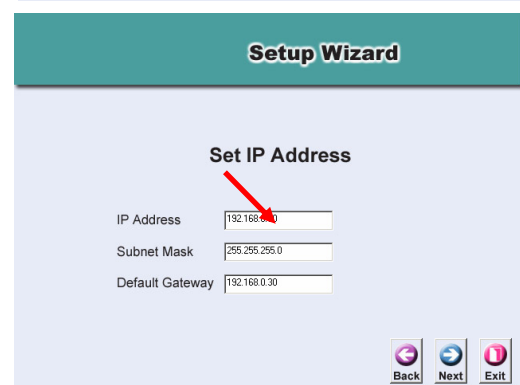 Setup Wizard
Set IP Address
IP Address
Subnet Mask 255.255.255.0
Default Gateway 192.168.0.30
Back Next Exit